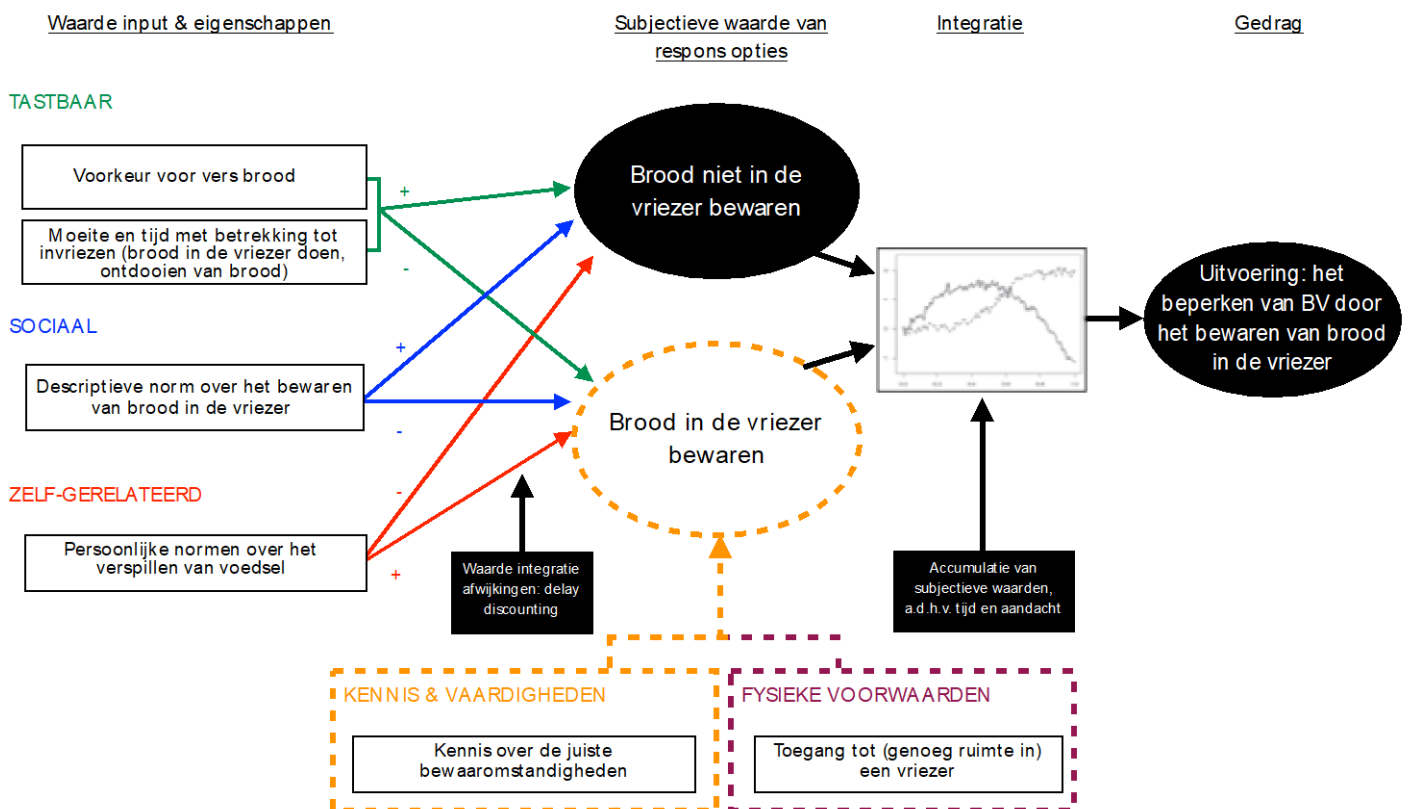 Waarde input & eigenschappen
Subjectieve waarde van
respons opties
Integratie
Gedrag
TASTBAAR
Voorkeur voor vers brood
Moeite en tijd met betrekking tot
invriezen (brood in de vriezer doen,
ontdooien van brood)
+
-
SOCIAAL
Descriptieve norm over het bewaren
van brood in de vriezer
+
-
ZELF-GERELATEERD
Persoonlijke normen over het
verspillen van voedsel
-
+
Brood niet in de
vriezer bewaren
Brood in de vriezer
bewaren
Uitvoering: het
beperken van BV door
het bewaren van brood
in de vriezer
Waarde integratie
afwijkingen: delay
discounting
Accumulatie van
subjectieve waarden,
a.d.h.v. tijd en aandacht
KENNIS & VAARDIGHEDEN
Kennis over de juiste
bewaaromstandigheden
FYSIEKE VOORWAARDEN
Toegang tot (genoeg ruimte in)
een vriezer